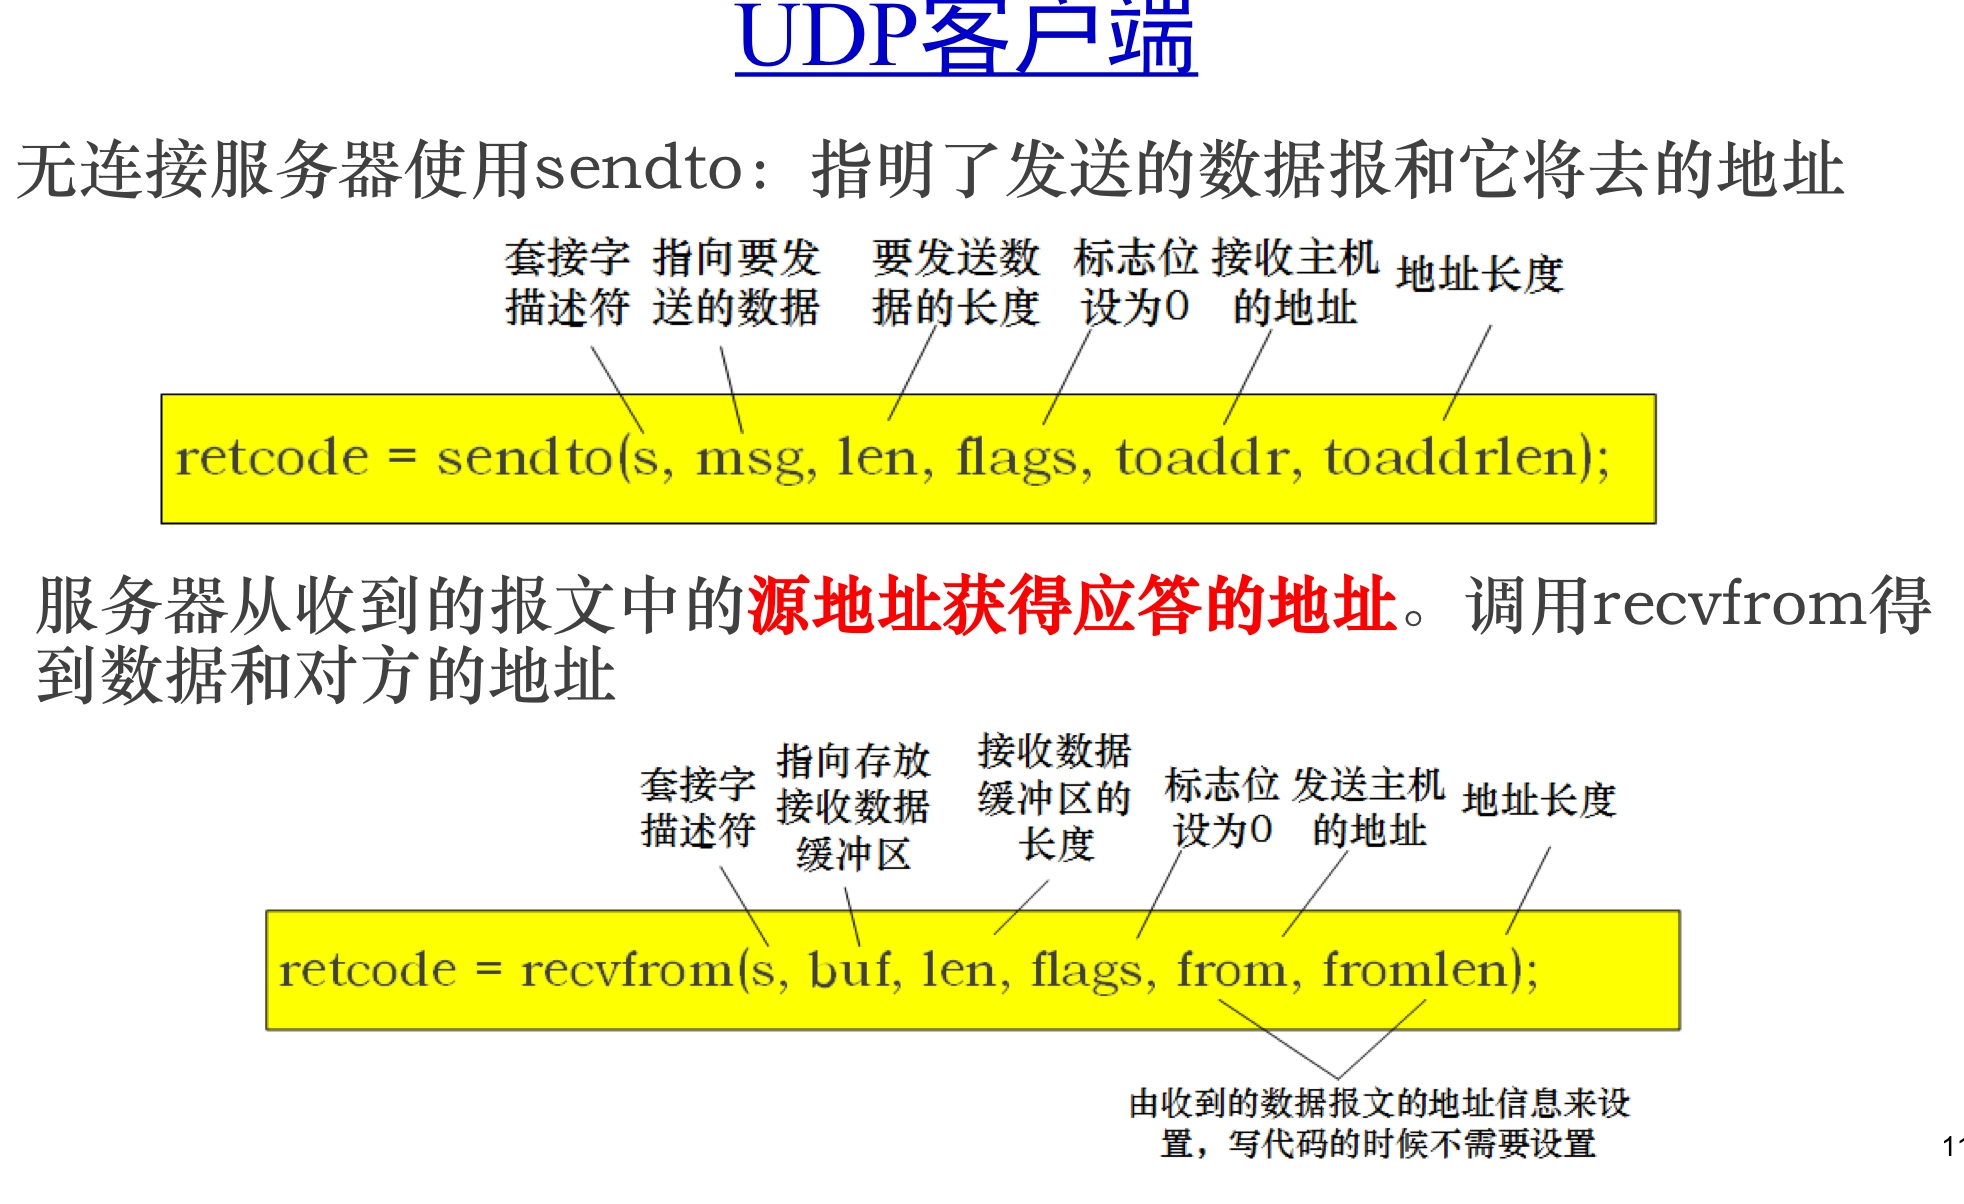 UDP客户端
无连接服务器使用sendto：指明了发送的数据报和它将去的地址
套接字 指向要发 要发送数 标志位 接收主机 地址长度
描述符 送的数据 据的长度 设为0 的地址
retcode = sendto(s, msg, len, flags, toaddr, toaddrlen);
服务器从收到的报文中的源地址获得应答的地址。调用recvfrom得
到数据和对方的地址
套接字
描述符
指向存放
接收数据
缓冲区
接收数据
缓冲区的
长度
标志位
设为0
发送主机
的地址
地址长度
retcode = recvfrom(s, buf, len, flags, from, fromlen);
由收到的数据报文的地址信息来设
置，写代码的时候不需要设置